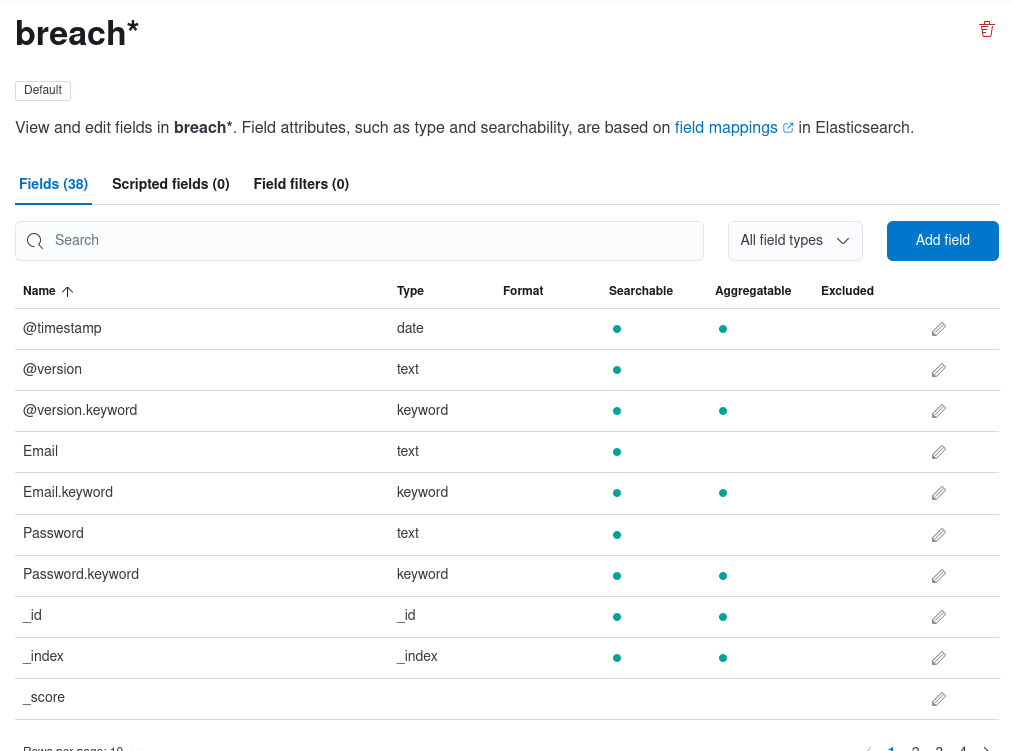 breach*
Default
View and edit fields in breach*. Field attributes, such as type and searchability, are based on field mappings in Elasticsearch.
Fields (38) Scripted fields (0) Field filters (0)
Search All field types Add field
Name Type Format Searchable Aggregatable Excluded
@timestamp date
@version text
@version.keyword keyword
Email text
Email.keyword keyword
Password text
Password.keyword keyword
_id _id
_index _index
_score
Rows per page: 10 1 2 3 4